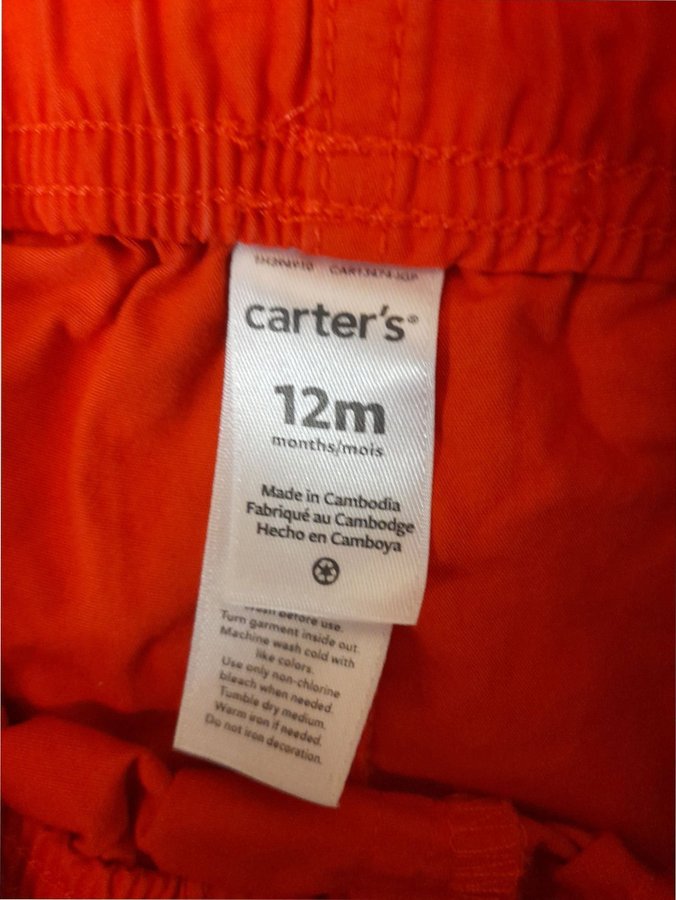 carter's®
12m
months/mois
Made in Cambodia
Fabriqué au Cambodge
Hecho en Camboya
before use.
Turn garment inside out.
Machine wash cold with
like colors.
Use only non-chlorine
bleach when needed.
Tumble dry medium.
Warm iron if needed.
Do not iron decoration.